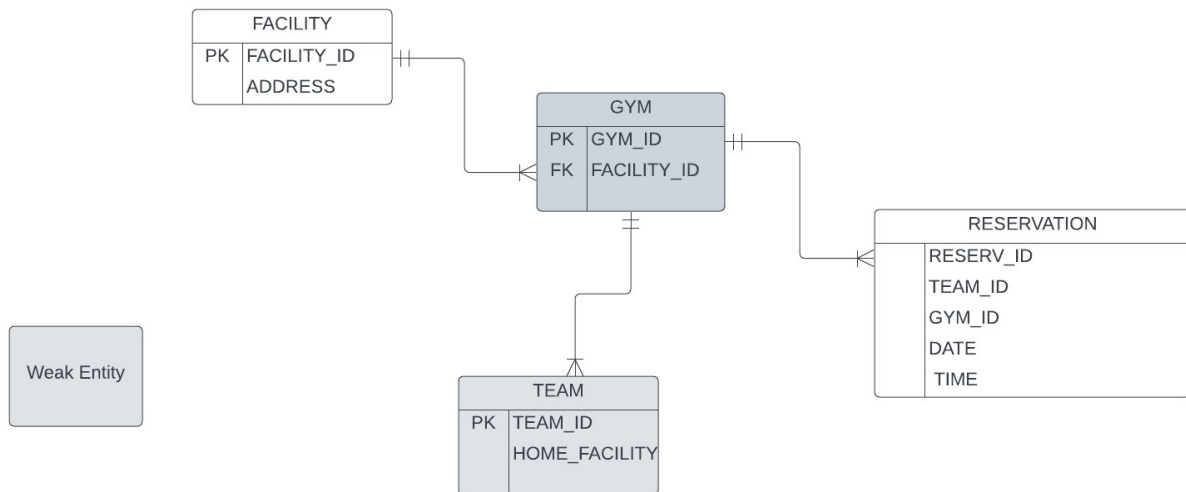 FACILITY
PK FACILITY_ID
ADDRESS
GYM
PK GYM_ID
FK FACILITY_ID
RESERVATION
RESERV_ID
TEAM_ID
GYM_ID
DATE
TIME
Weak Entity
TEAM
PK TEAM_ID
HOME_FACILITY